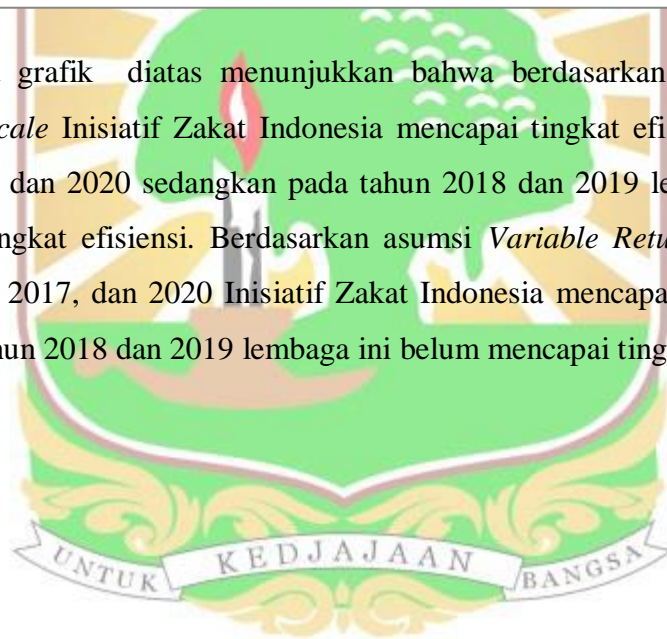 grafik diatas menunjukkan bahwa berdasarkan
cale Inisiatif Zakat Indonesia mencapai tingkat efi
dan 2020 sedangkan pada tahun 2018 dan 2019 le
ngkat efisiensi. Berdasarkan asumsi Variable Retu
2017, dan 2020 Inisiatif Zakat Indonesia mencapa
hun 2018 dan 2019 lembaga ini belum mencapai ting
UNTUK KEDJAJAAN BANGSA